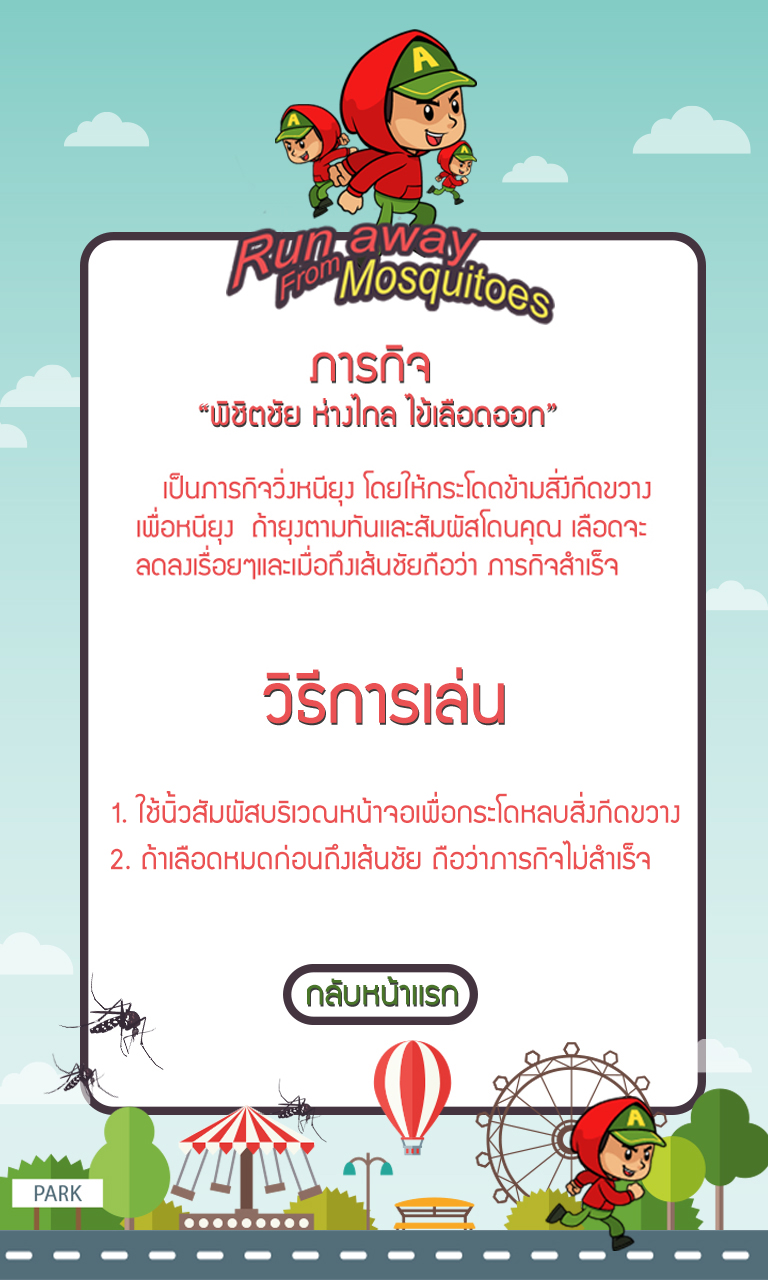 A
A
A
Run away
From Mosquitoes
ภารกิจ
“พิชิตชัย ห่างไกล ไข้เลือดออก”
เป็นภารกิจวิ่งหนียุง โดยให้กระโดดข้ามสิ่งกีดขวาง
เพื่อหนียุง ถ้ายุงตามทันและสัมผัสโดนคุณ เลือดจะ
ลดลงเรื่อยๆและเมื่อถึงเส้นชัยถือว่า ภารกิจสำเร็จ
วิธีการเล่น
1. ใช้นิ้วสัมผัสบริเวณหน้าจอเพื่อกระโดหลบสิ่งกีดขวาง
2. ถ้าเลือดหมดก่อนถึงเส้นชัย ถือว่าภารกิจไม่สำเร็จ
กลับหน้าแรก
A
PARK